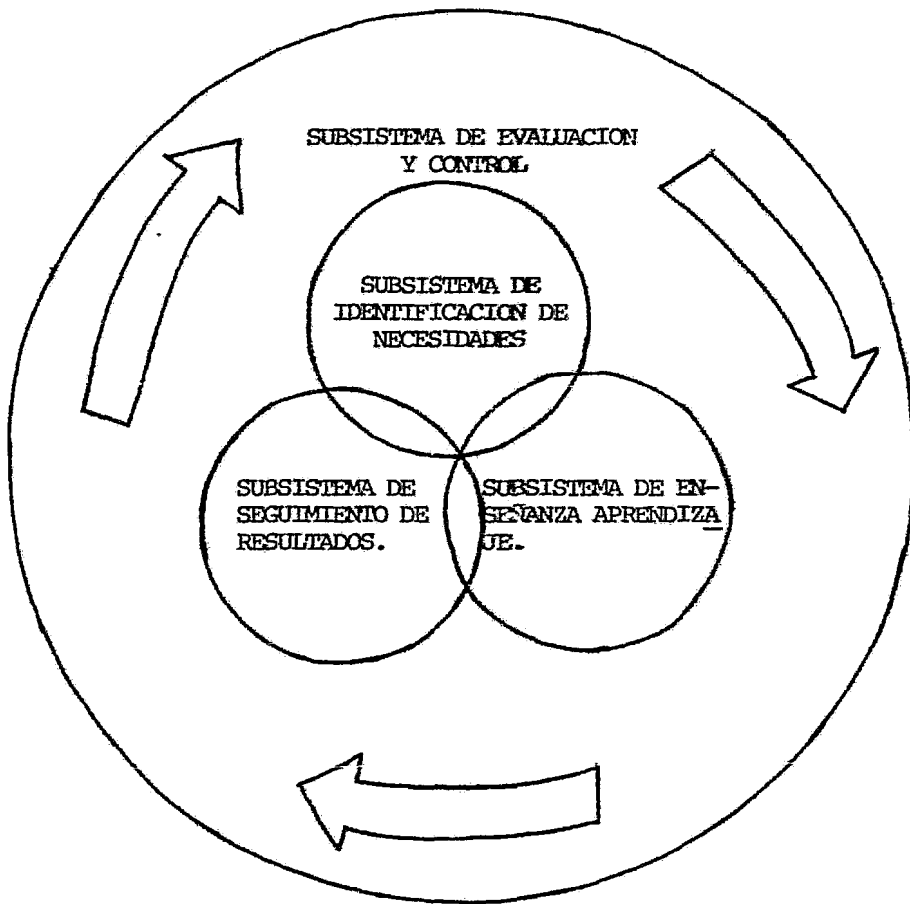 SUBSISTEMA DE EVALUACION
Y CONTROL
SUBSISTEMA DE
IDENTIFICACION DE
NECESIDADES
SUBSISTEMA DE
SEGUIMIENTO DE
RESULTADOS.
SUBSISTEMA DE EN-
SEÑANZA APRENDIZA
JE.